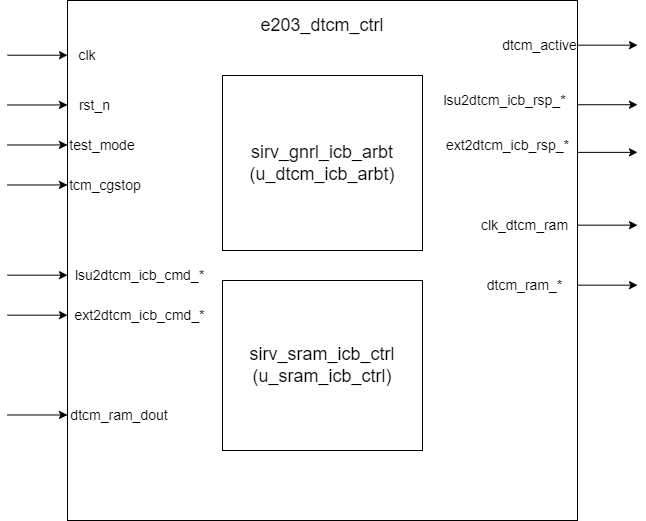 e203_dtcm_ctrl
clk
rst_n
test_mode
tcm_cgstop
lsu2dtcm_icb_cmd_*
ext2dtcm_icb_cmd_*
dtcm_ram_dout
sirv_gnrl_icb_arbt
(u_dtcm_icb_arbt)
sirv_sram_icb_ctrl
(u_sram_icb_ctrl)
dtcm_active
lsu2dtcm_icb_rsp_*
ext2dtcm_icb_rsp_*
clk_dtcm_ram
dtcm_ram_*